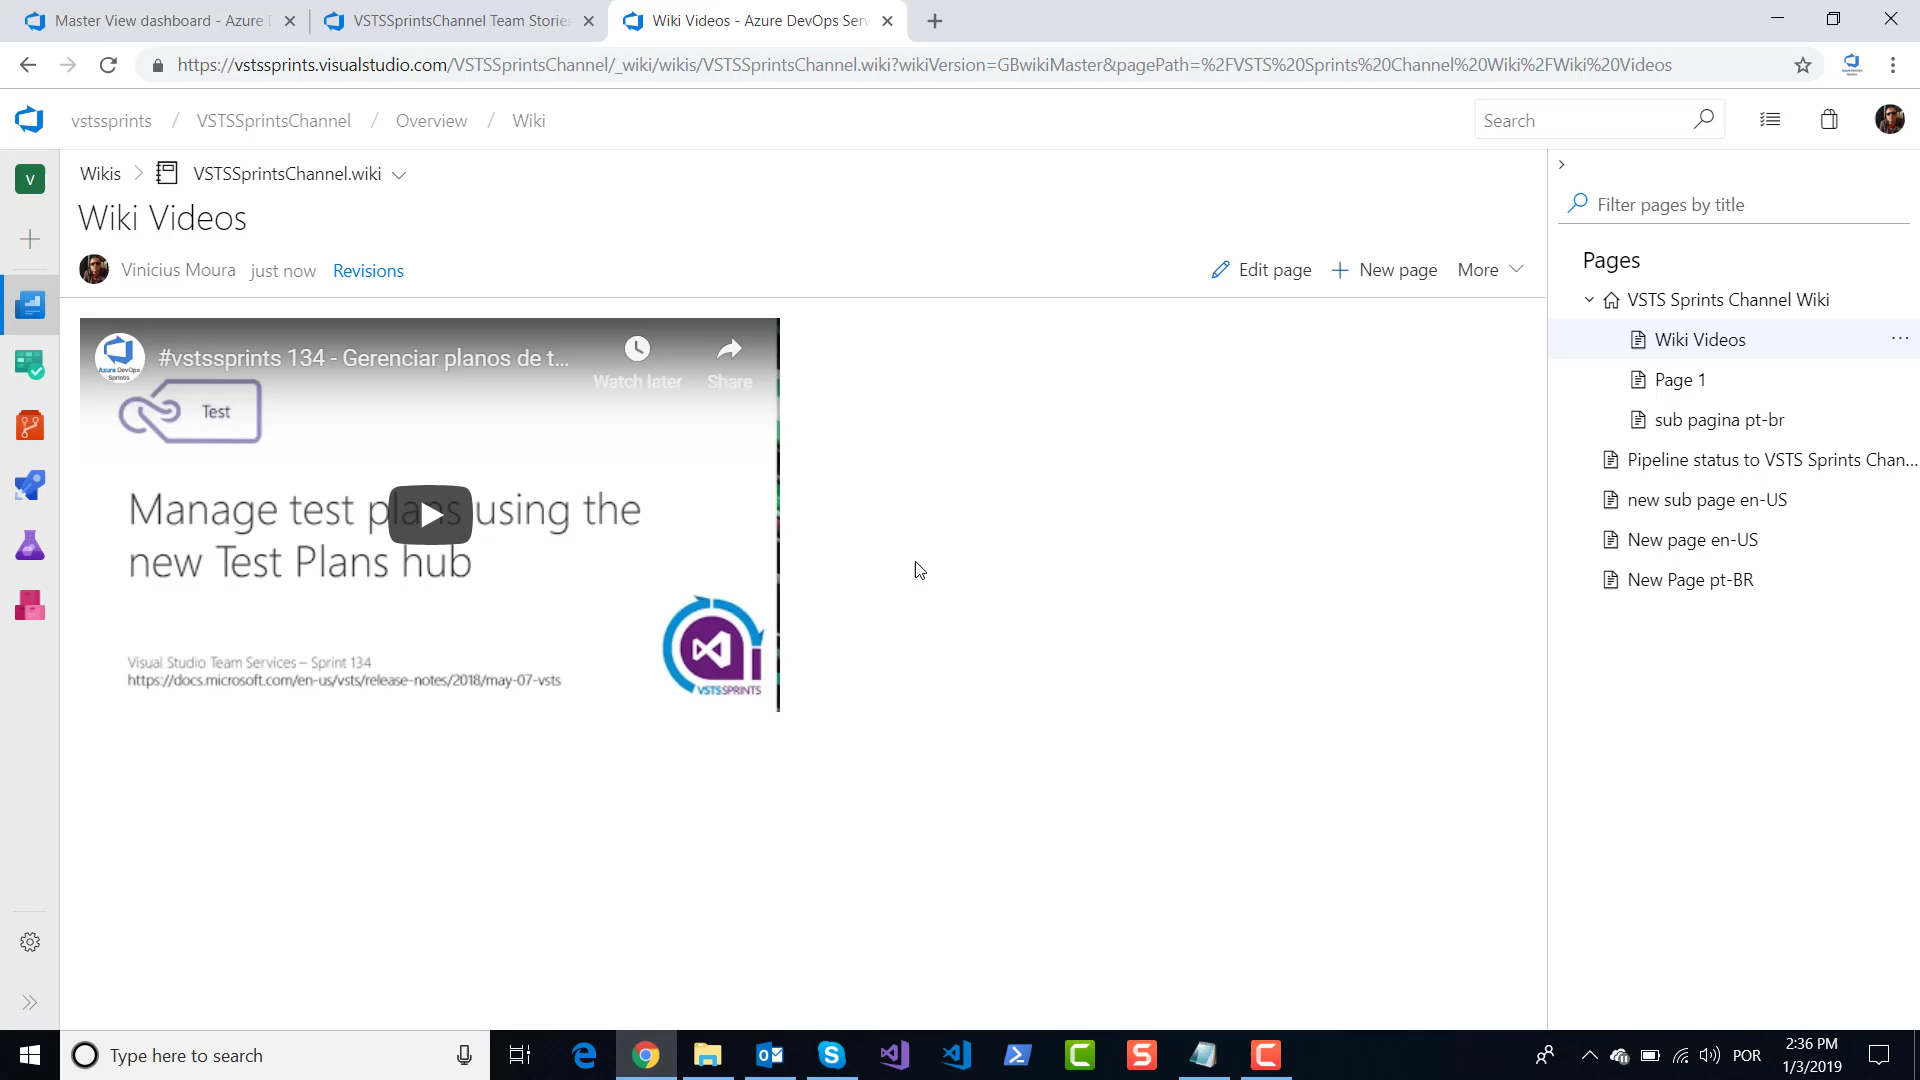 Master View dashboard - Azure D
VSTSSprintsChannel Team Stories
Wiki Videos - Azure DevOps Serv
https://vstssprints.visualstudio.com/VSTSSprintsChannel/_wiki/wikis/VSTSSprintsChannel.wiki?wikiVersion=GBwikiMaster&pagePath=%2FVSTS%20Sprints%20Channel%20Wiki%2FWiki%20Videos
vstssprints / VSTSSprintsChannel / Overview / Wiki
Search
V
Wikis > VSTSSprintsChannel.wiki
Wiki Videos
Vinicius Moura just now Revisions
Edit page
New page
More
Azure DevOps
Sprints
#vstssprints 134 - Gerenciar planos de t...
Watch later
Share
Test
Manage test plans using the
new Test Plans hub
Visual Studio Team Services – Sprint 134
https://docs.microsoft.com/en-us/vsts/release-notes/2018/may-07-vsts
VSTSSPRINTS
Filter pages by title
Pages
VSTS Sprints Channel Wiki
Wiki Videos
Page 1
sub pagina pt-br
Pipeline status to VSTS Sprints Chan...
new sub page en-US
New page en-US
New Page pt-BR
Type here to search
POR
2:36 PM
1/3/2019